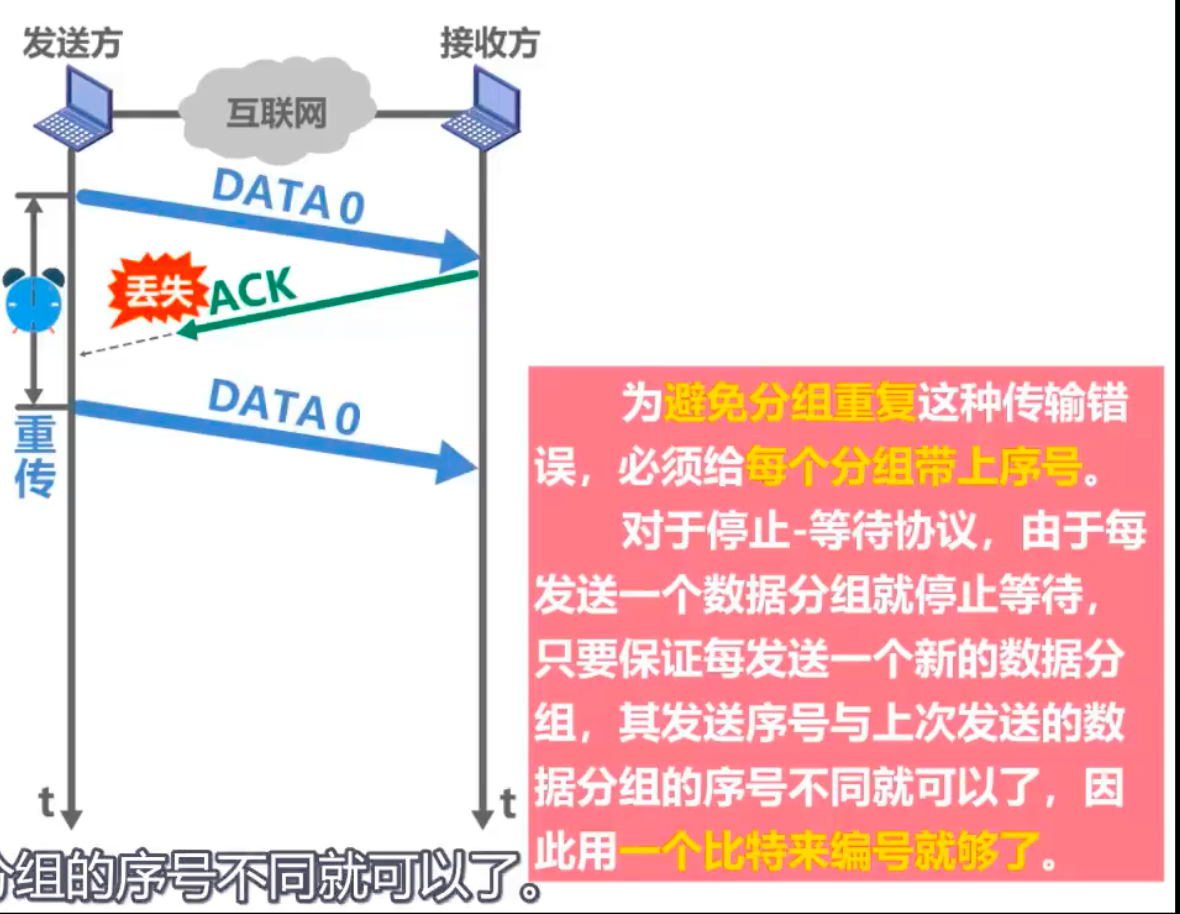 发送方
接收方
互联网
DATA 0
丢失
ACK
DATA 0
重传
t
t
为避免分组重复这种传输错
误，必须给每个分组带上序号。
对于停止-等待协议，由于每
发送一个数据分组就停止等待，
只要保证每发送一个新的数据分
组，其发送序号与上次发送的数
据分组的序号不同就可以了，因
此用一个比特来编号就够了。
分组的序号不同就可以了。